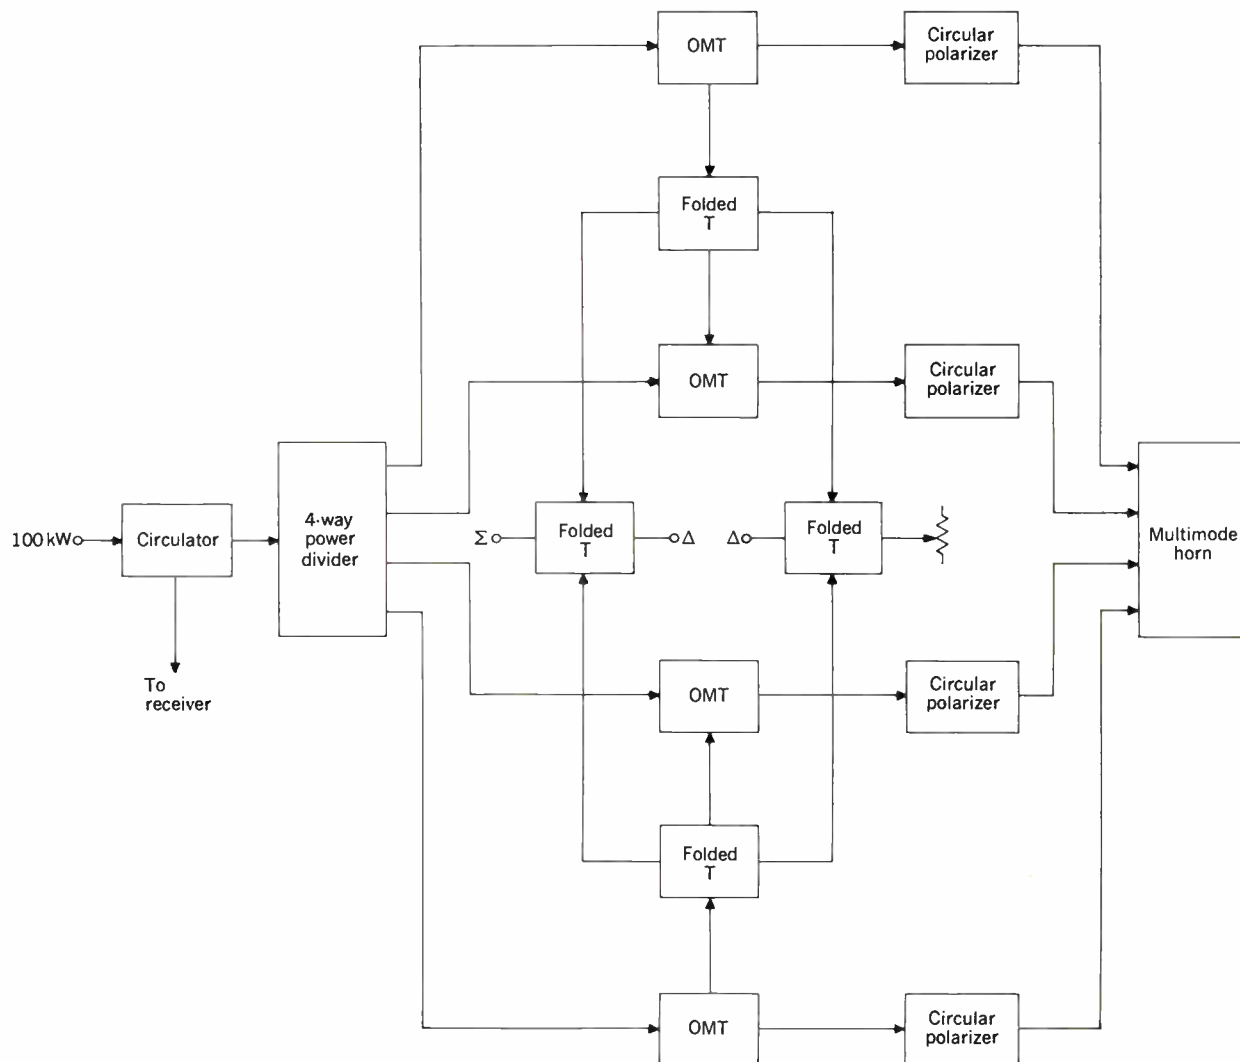 OMT
Circular
polarizer
Folded
T
OMT
Circular
polarizer
100 kW
Circulator
4-way
power
divider
Σ
Folded
T
Δ
Δ
Folded
T
Multimode
horn
To
receiver
OMT
Circular
polarizer
Folded
T
OMT
Circular
polarizer